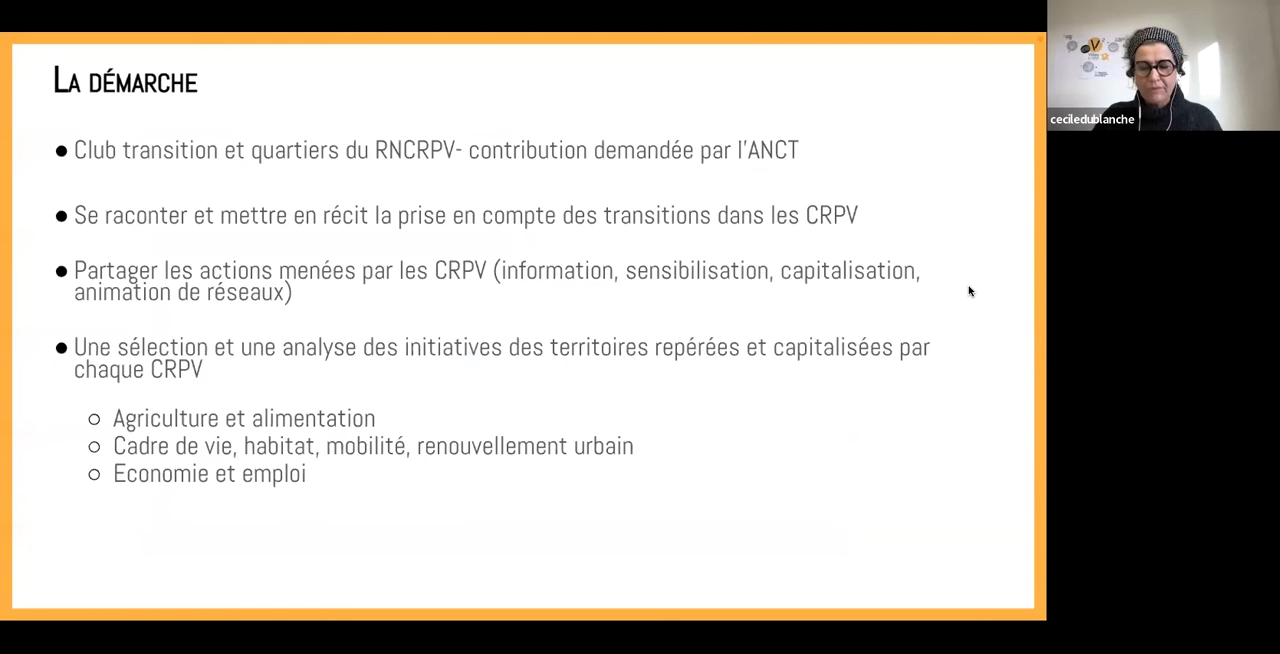 La démarche
● Club transition et quartiers du RNCRPV- contribution demandée par l'ANCT
● Se raconter et mettre en récit la prise en compte des transitions dans les CRPV
● Partager les actions menées par les CRPV (information, sensibilisation, capitalisation,
animation de réseaux)
● Une sélection et une analyse des initiatives des territoires repérées et capitalisées par
chaque CRPV
○ Agriculture et alimentation
○ Cadre de vie, habitat, mobilité, renouvellement urbain
○ Economie et emploi
ceciledublanche